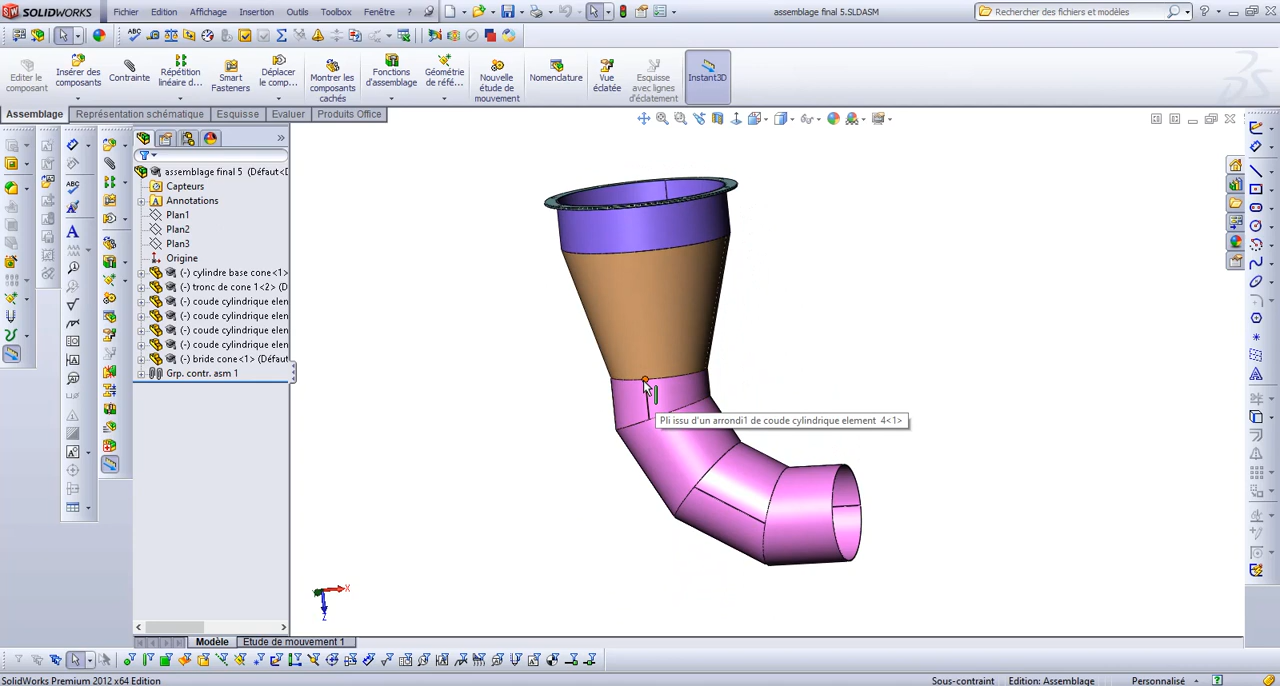 SOLIDWORKS Fichier Edition Affichage Insertion Outils Toolbox Fenêtre ? assemblage final 5.SLDASM Rechercher des fichiers et modèles
Editer le composant
Insérer des composants
Contrainte
Répétition linéaire d...
Smart Fasteners
Déplacer le comp...
Montrer les composants cachés
Fonctions d'assemblage
Géométrie de réfé...
Nouvelle étude de mouvement
Nomenclature
Vue éclatée
Esquisse avec lignes d'éclatement
Instant3D
Assemblage Représentation schématique Esquisse Evaluer Produits Office
assemblage final 5 (Défaut<D
Capteurs
Annotations
Plan1
Plan2
Plan3
Origine
(-) cylindre base cone<1>
(-) tronc de cone 1<2> (D
(-) coude cylindrique elen
(-) coude cylindrique elen
(-) coude cylindrique elen
(-) coude cylindrique elen
(-) bride cone<1> (Défaut
Grp. contr. asm 1
Pli issu d'un arrondi1 de coude cylindrique element 4<1>
X
Z
Modèle Etude de mouvement 1
SolidWorks Premium 2012 x64 Edition Sous-contraint Edition: Assemblage Personnalisé ?